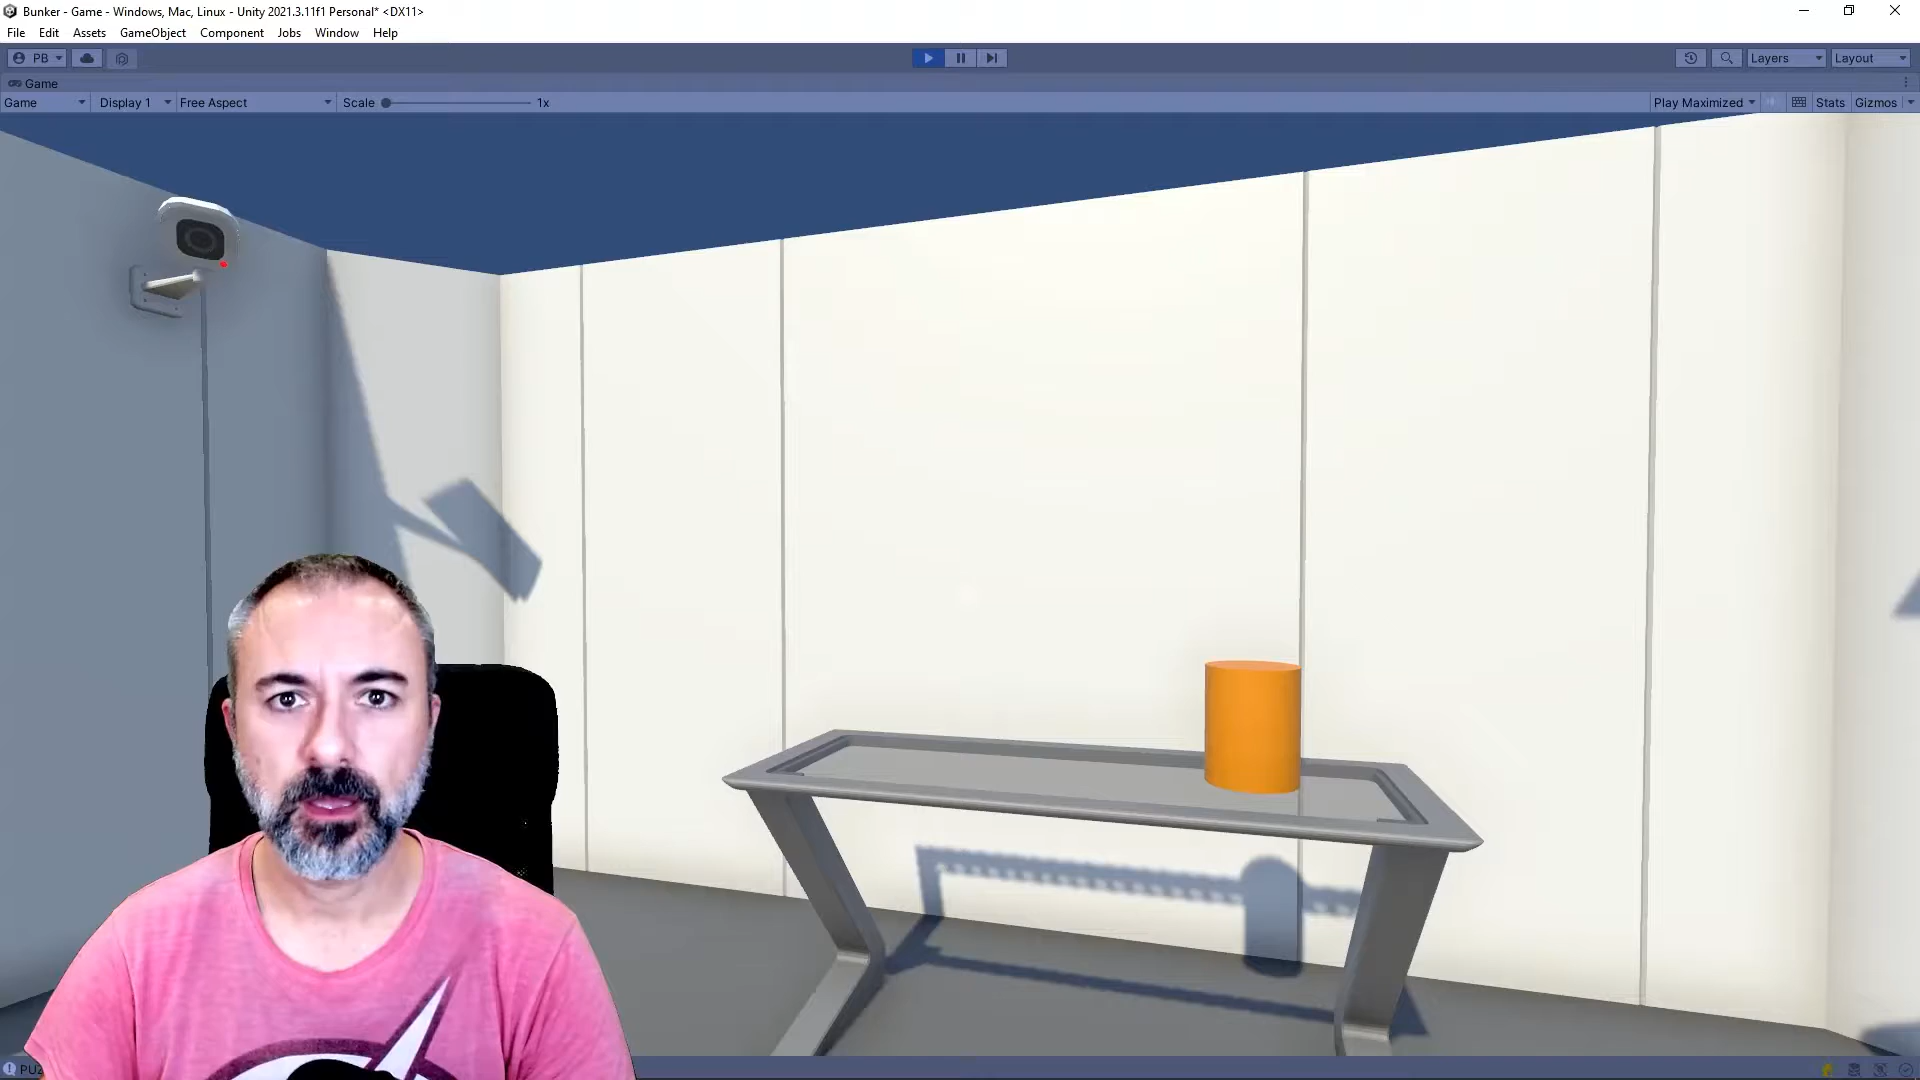 Bunker - Game - Windows, Mac, Linux - Unity 2021.3.11f1 Personal* <DX11>
File Edit Assets GameObject Component Jobs Window Help
PB Layers Layout
Game
Game Display 1 Free Aspect Scale 1x Play Maximized Stats Gizmos
PUZ